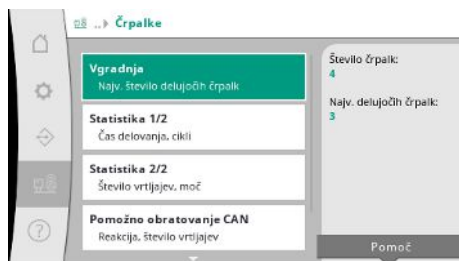 ..▸ Črpalke
Vgradnja
Najv. število delujočih črpalk
Statistika 1/2
Čas delovanja, cikli
Statistika 2/2
Število vrtljajev, moč
Pomožno obratovanje CAN
Reakcija, število vrtljajev
Število črpalk:
4
Najv. delujočih črpalk:
3
Pomoč